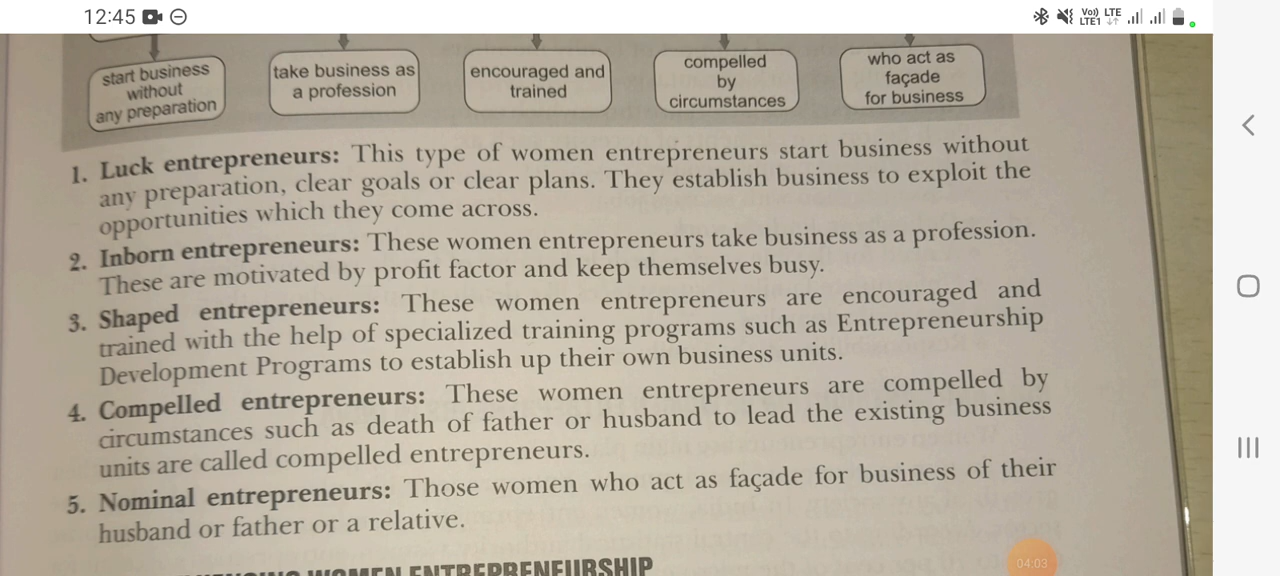 12:45
Vo)) LTE
LTE1
start business
without
any preparation
take business as
a profession
encouraged and
trained
compelled
by
circumstances
who act as
façade
for business
1. Luck entrepreneurs: This type of women entrepreneurs start business without
any preparation, clear goals or clear plans. They establish business to exploit the
opportunities which they come across.
2. Inborn entrepreneurs: These women entrepreneurs take business as a profession.
These are motivated by profit factor and keep themselves busy.
3. Shaped entrepreneurs: These women entrepreneurs are encouraged and
trained with the help of specialized training programs such as Entrepreneurship
Development Programs to establish up their own business units.
4. Compelled entrepreneurs: These women entrepreneurs are compelled by
circumstances such as death of father or husband to lead the existing business
units are called compelled entrepreneurs.
5. Nominal entrepreneurs: Those women who act as façade for business of their
husband or father or a relative.
WOMEN ENTREPRENEURSHIP
04:03